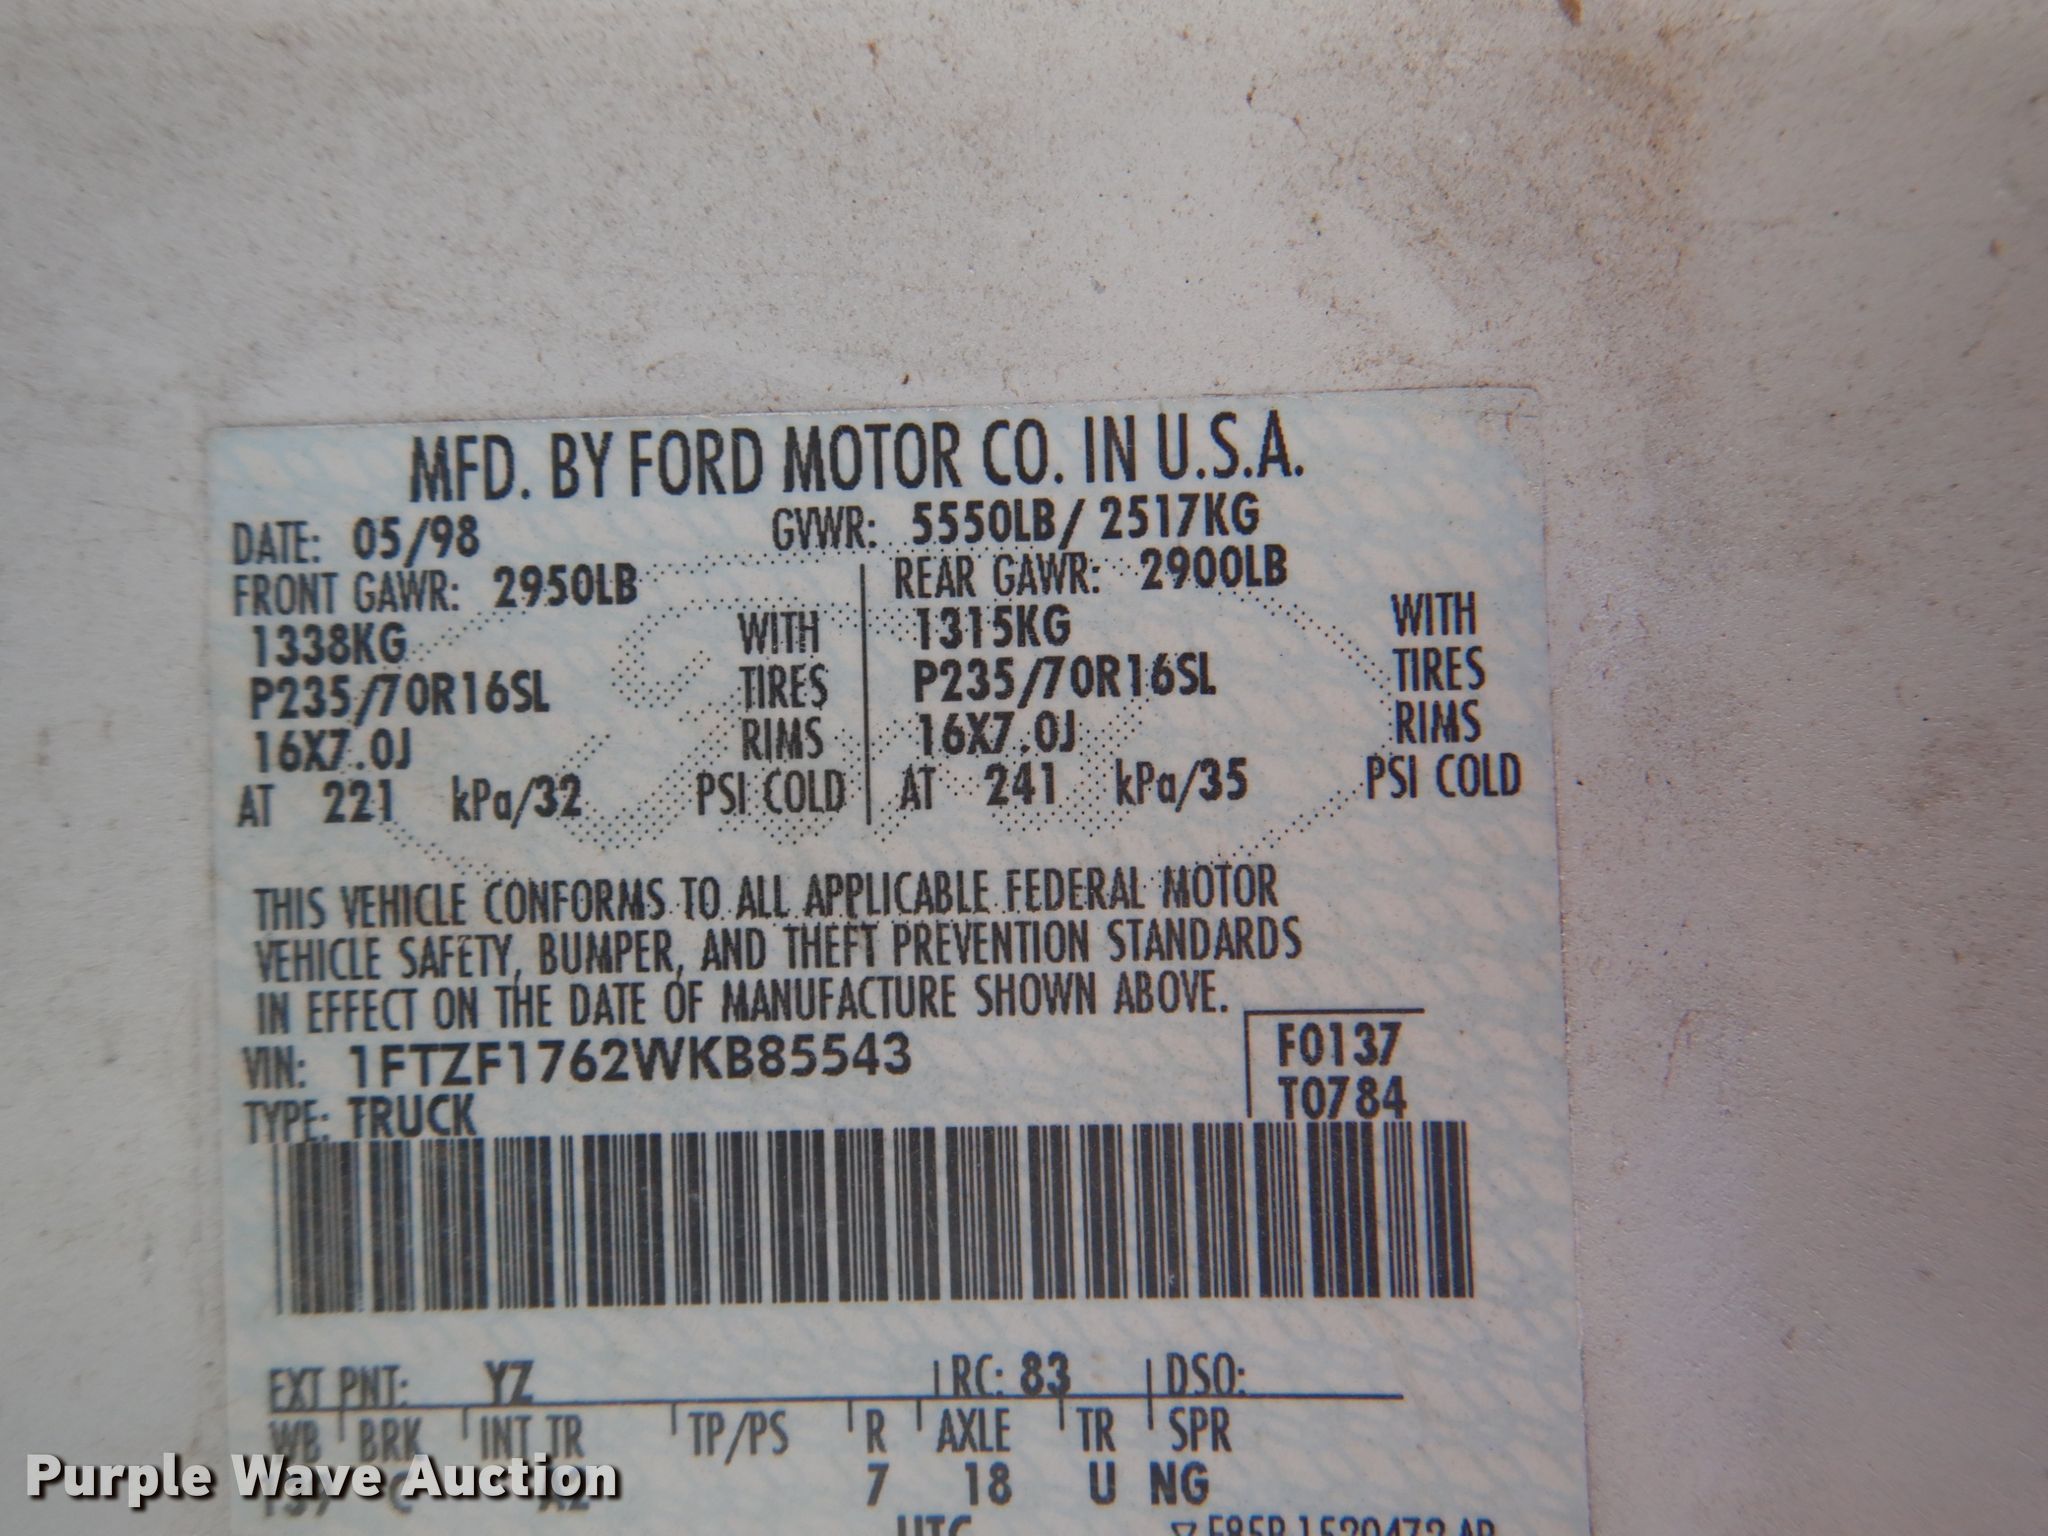 MFD. BY FORD MOTOR CO. IN U.S.A.
DATE: 05/98 GVWR: 5550LB/ 2517KG
FRONT GAWR: 2950LB REAR GAWR: 2900LB
1338KG WITH 1315KG WITH
P235/70R16SL TIRES P235/70R16SL TIRES
16X7.0J RIMS 16X7.0J RIMS
AT 221 kPa/32 PSI COLD AT 241 kPa/35 PSI COLD
THIS VEHICLE CONFORMS TO ALL APPLICABLE FEDERAL MOTOR
VEHICLE SAFETY, BUMPER, AND THEFT PREVENTION STANDARDS
IN EFFECT ON THE DATE OF MANUFACTURE SHOWN ABOVE.
VIN: 1FTZF1762WKB85543 F0137
TYPE: TRUCK T0784
EXT PNT: YZ RC: 83 DSO:
WB BRK INT TR TP/PS R AXLE TR SPR
7 18 U NG
UTC
Purple Wave Auction